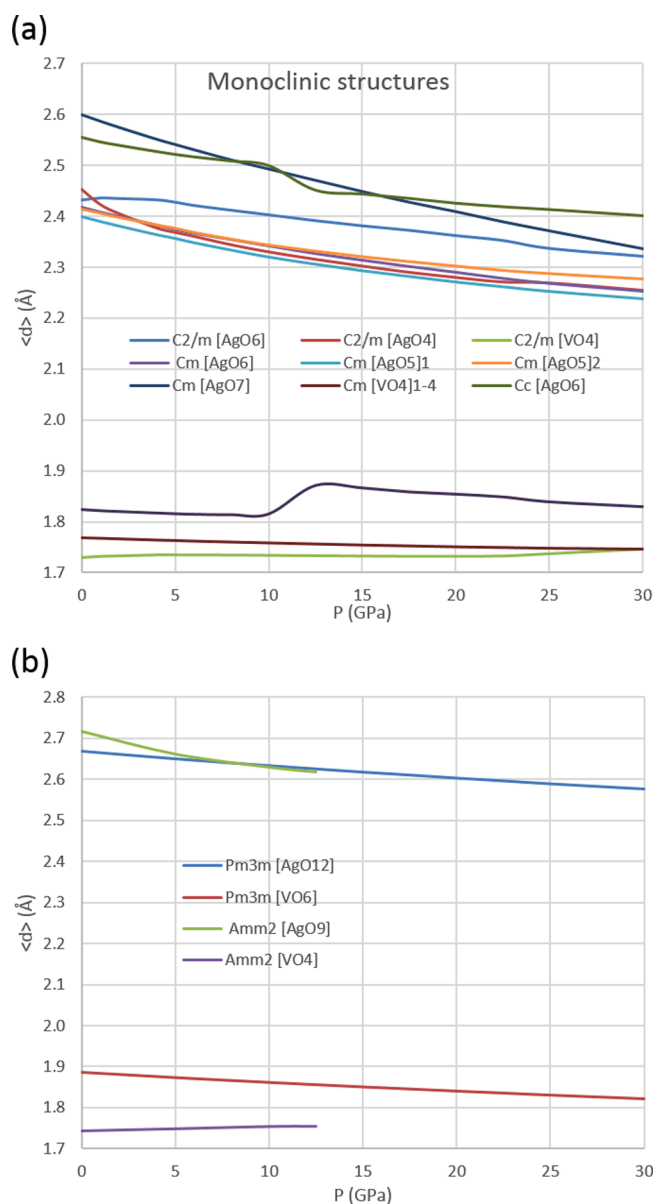 (a)
Monoclinic structures
2.7
2.6
2.5
2.4
2.3
2.2
2.1
2.0
1.9
1.8
1.7
<d> (Å)
C2/m [AgO6] C2/m [AgO4] C2/m [VO4]
Cm [AgO6] Cm [AgO5]1 Cm [AgO5]2
Cm [AgO7] Cm [VO4]1-4 Cc [AgO6]
0 5 10 15 20 25 30
P (GPa)
(b)
2.8
2.7
2.6
2.5
2.4
2.3
2.2
2.1
2.0
1.9
1.8
1.7
<d> (Å)
Pm3m [AgO12]
Pm3m [VO6]
Amm2 [AgO9]
Amm2 [VO4]
0 5 10 15 20 25 30
P (GPa)